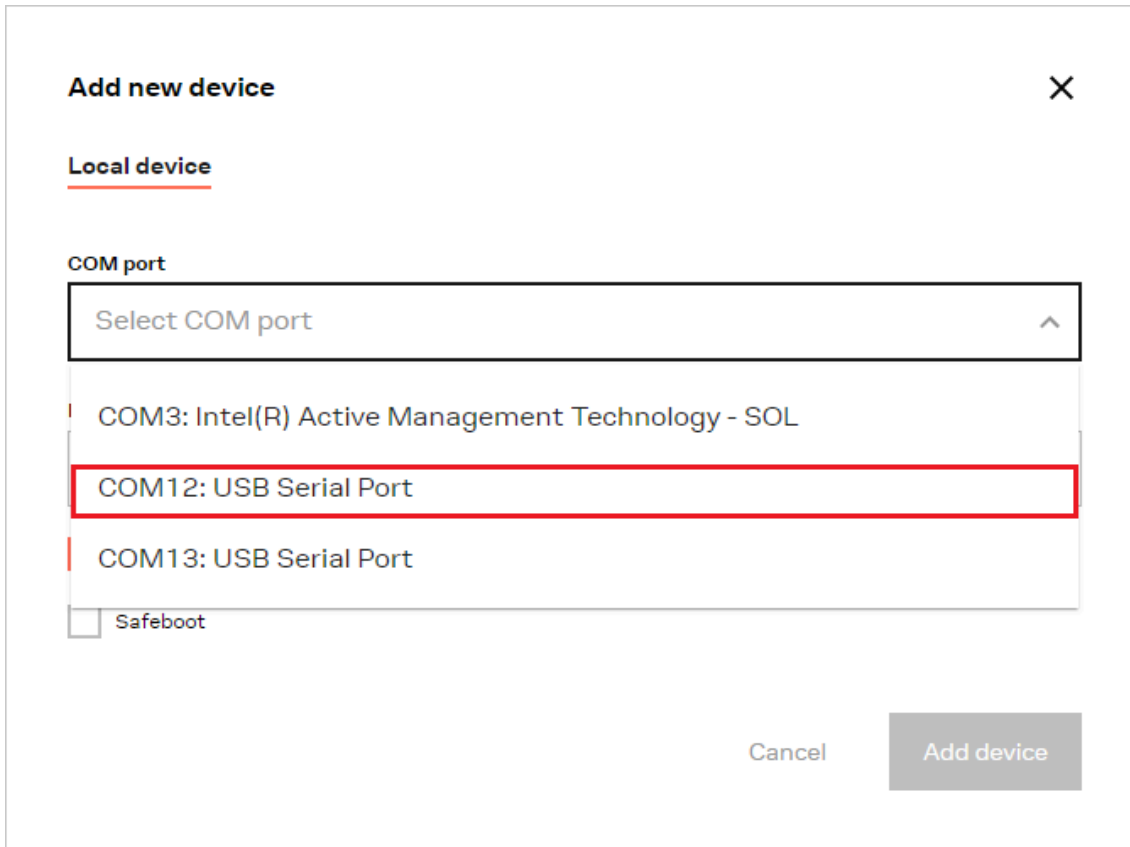 Add new device
Local device
COM port
Select COM port
COM3: Intel(R) Active Management Technology - SOL
COM12: USB Serial Port
COM13: USB Serial Port
Safeboot
Cancel
Add device